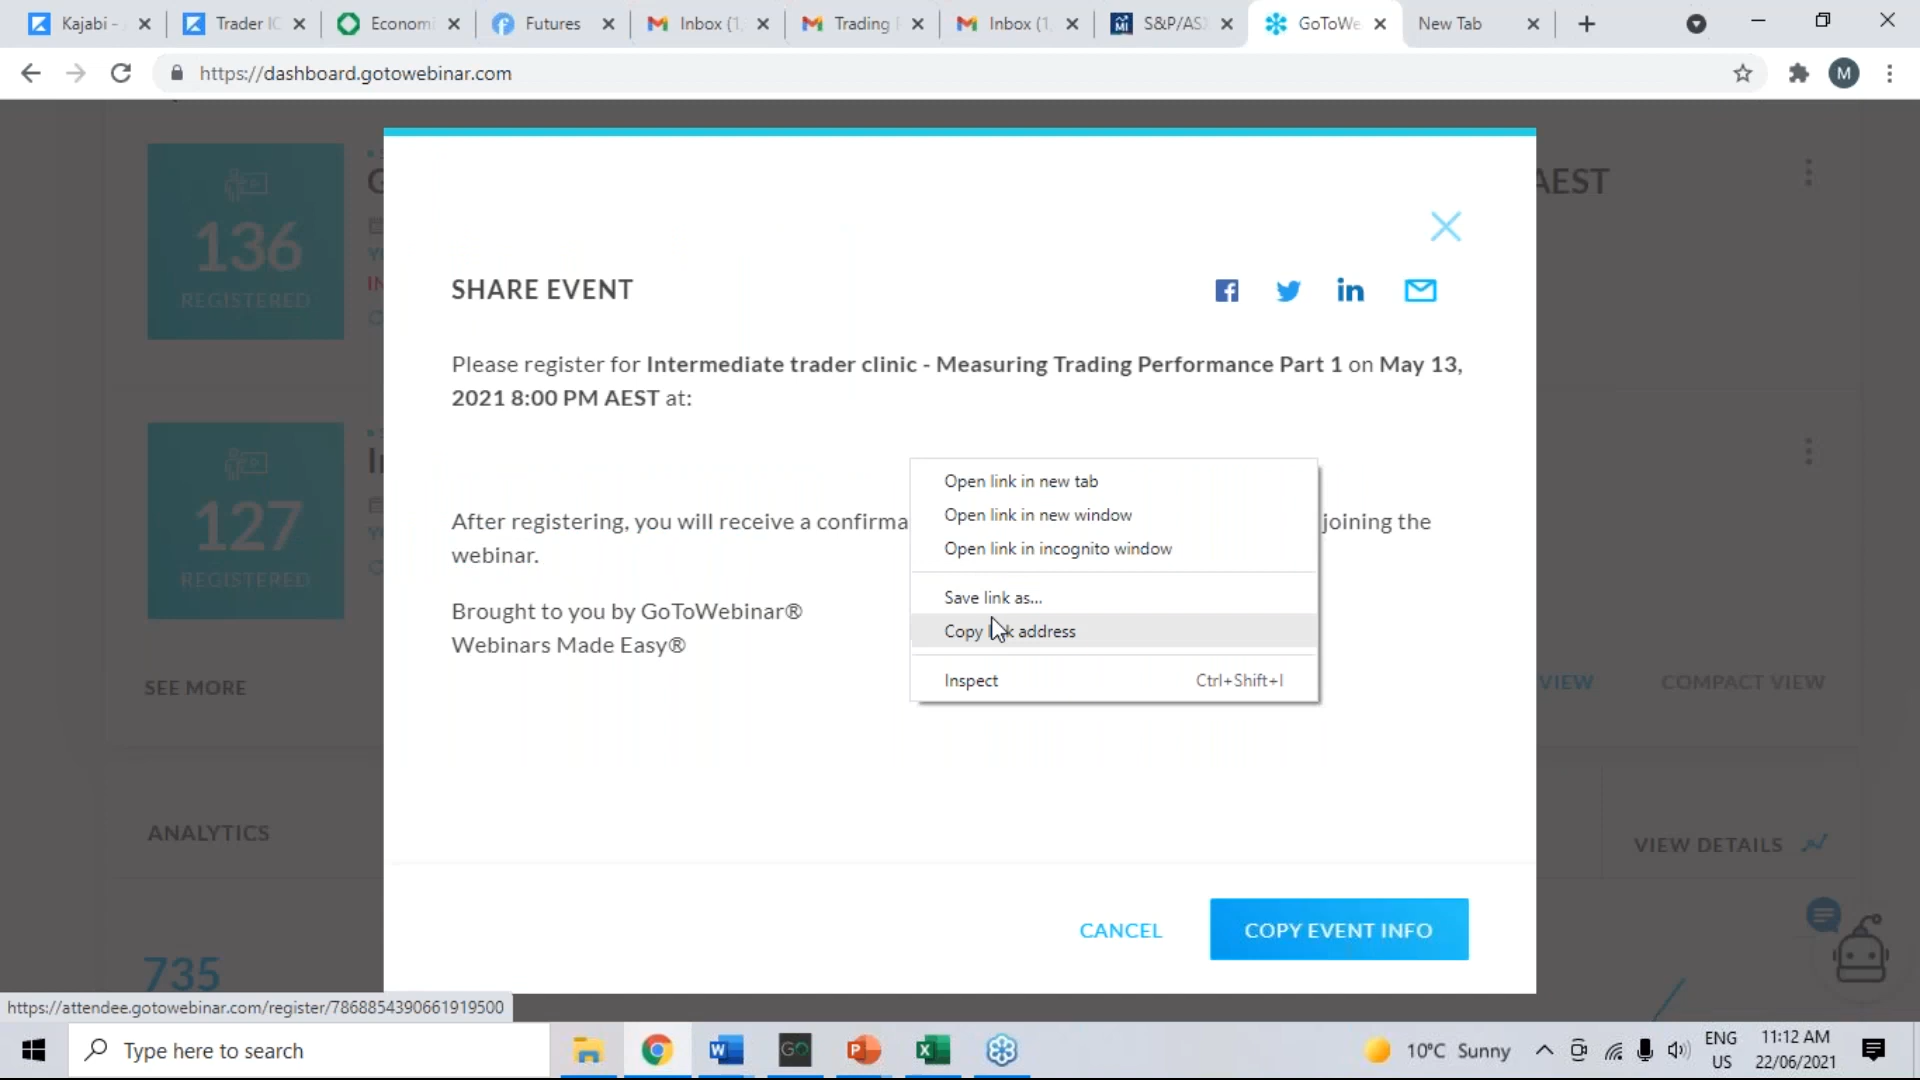 Kajabi -
Trader IC
Economi
Futures
Inbox (1,
Trading
Inbox (1,
S&P/AS
GoToWe
New Tab
https://dashboard.gotowebinar.com
M
AEST
136
REGISTERED
SHARE EVENT
Please register for Intermediate trader clinic - Measuring Trading Performance Part 1 on May 13,
2021 8:00 PM AEST at:
127
REGISTERED
Open link in new tab
Open link in new window
Open link in incognito window
Save link as...
Copy link address
Inspect Ctrl+Shift+I
After registering, you will receive a confirma
joining the
webinar.
Brought to you by GoToWebinar®
Webinars Made Easy®
SEE MORE
VIEW
COMPACT VIEW
ANALYTICS
VIEW DETAILS
735
CANCEL
COPY EVENT INFO
https://attendee.gotowebinar.com/register/7868854390661919500
Type here to search
GO
10°C Sunny
ENG
US
11:12 AM
22/06/2021